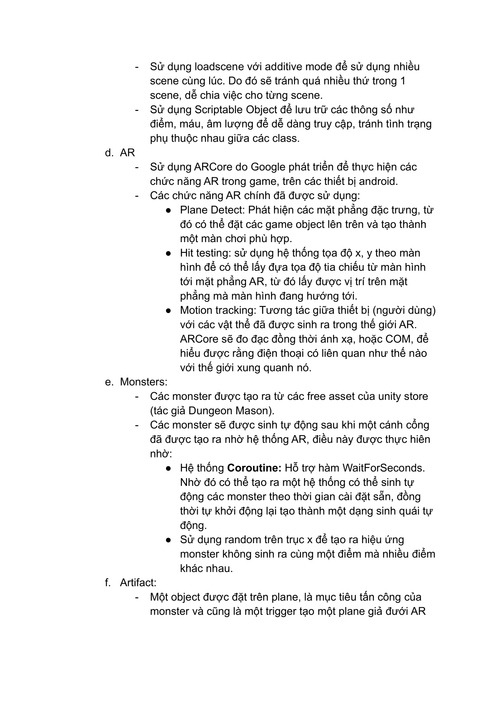 - Sử dụng loadscene với additive mode để sử dụng nhiều
scene cùng lúc. Do đó sẽ tránh quá nhiều thứ trong 1
scene, dễ chia việc cho từng scene.
- Sử dụng Scriptable Object để lưu trữ các thông số như
điểm, máu, âm lượng để dễ dàng truy cập, tránh tình trạng
phụ thuộc nhau giữa các class.
d. AR
- Sử dụng ARCore do Google phát triển để thực hiện các
chức năng AR trong game, trên các thiết bị android.
- Các chức năng AR chính đã được sử dụng:
● Plane Detect: Phát hiện các mặt phẳng đặc trưng, từ
đó có thể đặt các game object lên trên và tạo thành
một màn chơi phù hợp.
● Hit testing: sử dụng hệ thống tọa độ x, y theo màn
hình để có thể lấy đựa tọa độ tia chiếu từ màn hình
tới mặt phẳng AR, từ đó lấy được vị trí trên mặt
phẳng mà màn hình đang hướng tới.
● Motion tracking: Tương tác giữa thiết bị (người dùng)
với các vật thể đã được sinh ra trong thế giới AR.
ARCore sẽ đo đạc đồng thời ánh xạ, hoặc COM, để
hiểu được rằng điện thoại có liên quan như thế nào
với thế giới xung quanh nó.
e. Monsters:
- Các monster được tạo ra từ các free asset của unity store
(tác giả Dungeon Mason).
- Các monster sẽ được sinh tự động sau khi một cánh cổng
đã được tạo ra nhờ hệ thống AR, điều này được thực hiên
nhờ:
● Hệ thống Coroutine: Hỗ trợ hàm WaitForSeconds.
Nhờ đó có thể tạo ra một hệ thống có thể sinh tự
động các monster theo thời gian cài đặt sẵn, đồng
thời tự khởi động lại tạo thành một dạng sinh quái tự
động.
● Sử dụng random trên trục x để tạo ra hiệu ứng
monster không sinh ra cùng một điểm mà nhiều điểm
khác nhau.
f. Artifact:
- Một object được đặt trên plane, là mục tiêu tấn công của
monster và cũng là một trigger tạo một plane giả đưới AR